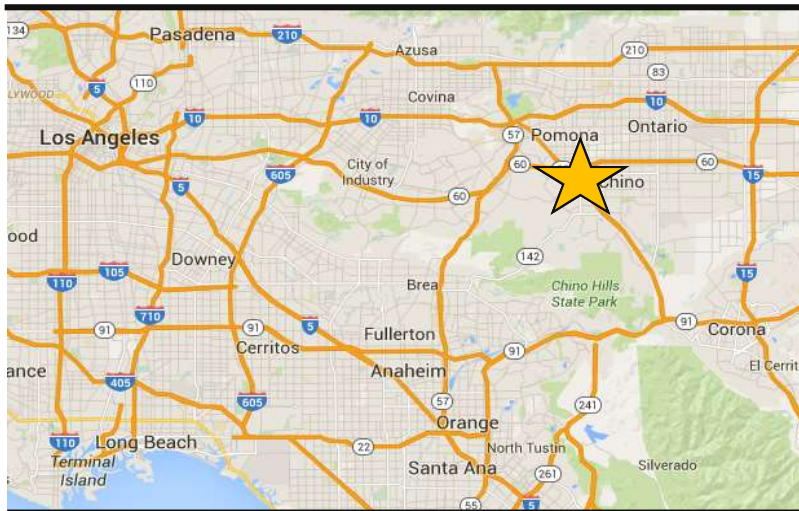 134
Pasadena
210
Azusa
210
5
110
83
LYWOOD
Covina
10
10
10
57
Pomona
Ontario
Los Angeles
City of
Industry
60
60
605
5
60
15
Chino
ood
Downey
142
105
110
Brea
Chino Hills
State Park
15
710
91
91
5
Fullerton
91
91
Corona
Cerritos
ance
Anaheim
El Cerrit
405
605
57
241
Orange
110
Long Beach
22
North Tustin
Terminal
Island
Santa Ana
261
Silverado
55
5